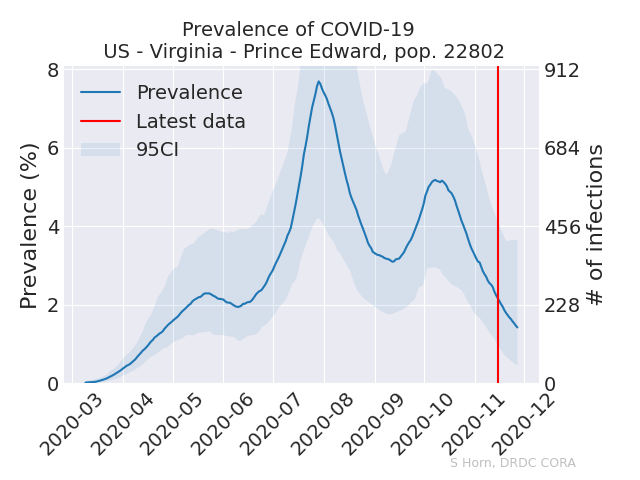 Prevalence of COVID-19
US - Virginia - Prince Edward, pop. 22802
Prevalence
Latest data
95CI
Prevalence (%)
8
6
4
2
0
912
684
456
228
0
# of infections
2020-03
2020-04
2020-05
2020-06
2020-07
2020-08
2020-09
2020-10
2020-11
2020-12
S Horn, DRDC CORA